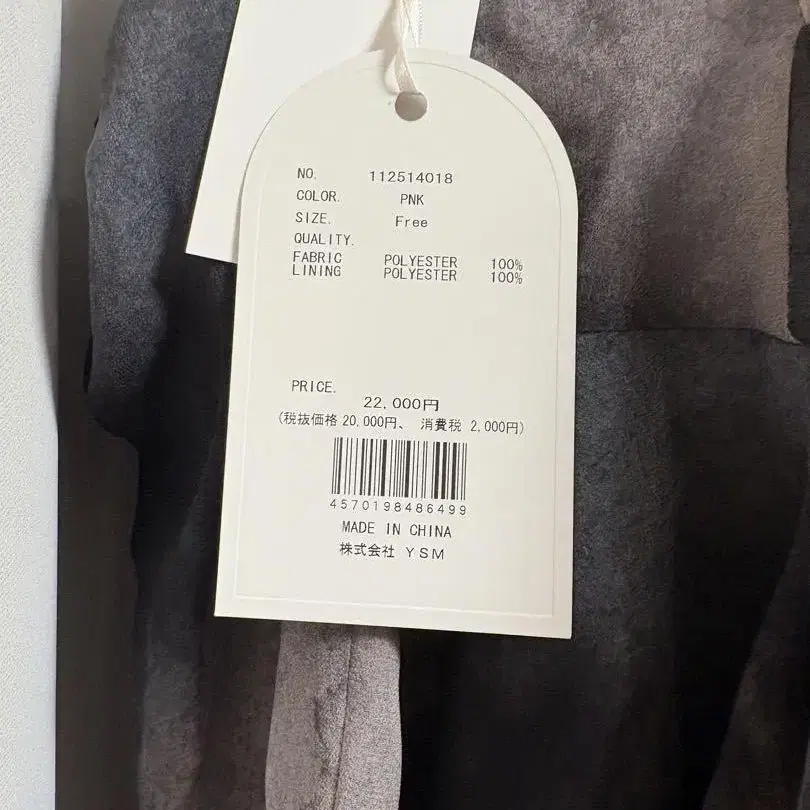 NO. 112514018
COLOR. PNK
SIZE. Free
QUALITY.
FABRIC POLYESTER 100%
LINING POLYESTER 100%
PRICE.
22,000円
(税抜価格 20,000円、 消費税 2,000円)
4570198486499
MADE IN CHINA
株式会社 YSM